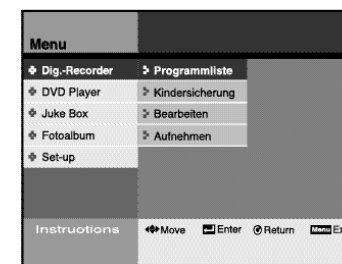 Menu
Dig.-Recorder
Programmliste
DVD Player
Kindersicherung
Juke Box
Bearbeiten
Fotoalbum
Aufnehmen
Set-up
Instructions Move Enter Return Menu